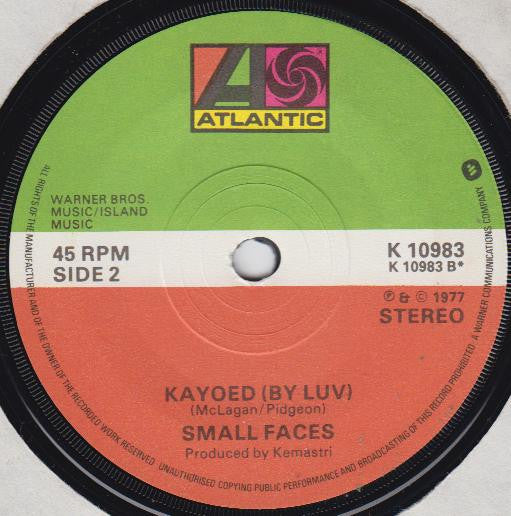 ATLANTIC
WARNER BROS.
MUSIC/ISLAND
MUSIC
45 RPM
SIDE 2
K 10983
K 10983 B*
℗ & © 1977
STEREO
KAYOED (BY LUV)
(McLagan/Pidgeon)
SMALL FACES
Produced by Kemastri
ALL RIGHTS OF THE MANUFACTURER AND OF THE OWNER OF THE RECORDED WORK RESERVED. UNAUTHORISED COPYING PUBLIC PERFORMANCE AND BROADCASTING OF THIS RECORD PROHIBITED. A WARNER COMMUNICATIONS COMPANY